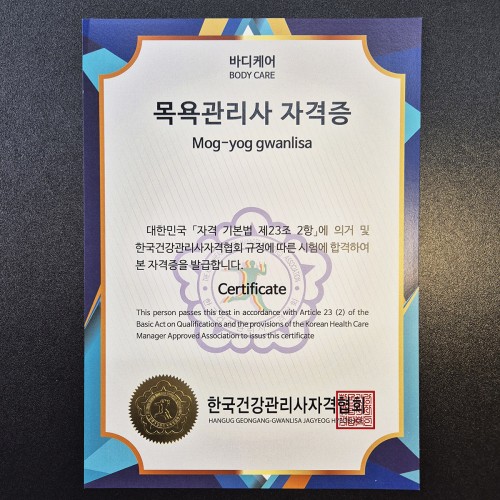 바디케어
BODY CARE
목욕관리사 자격증
Mog-yog gwanlisa
대한민국 「자격 기본법 제23조 2항」에 의거 및
한국건강관리사자격협회 규정에 따른 시험에 합격하여
본 자격증을 발급합니다.
Certificate
This person passes this test in accordance with Article 23 (2) of the
Basic Act on Qualifications and the provisions of the Korean Health Care
Manager Approved Association to issus this certificate
한국건강관리사자격협회
HANGUG GEONGANG-GWANLISA JAGYEOG